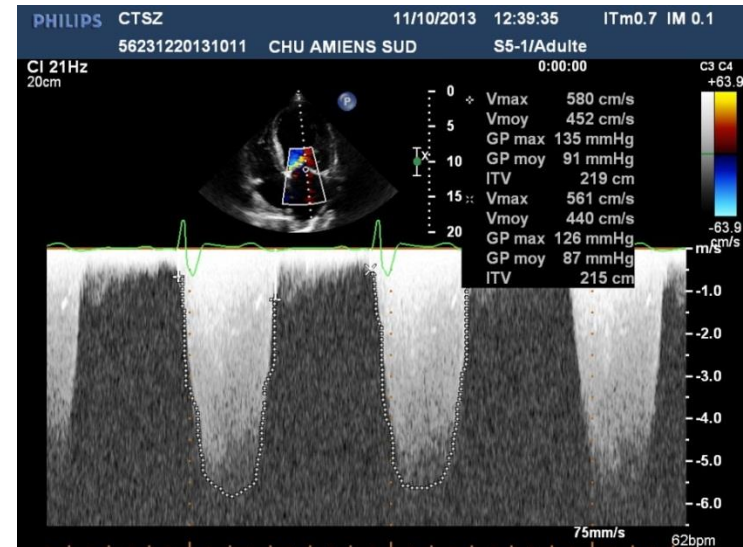 PHILIPS CTSZ 11/10/2013 12:39:35 ITm0.7 IM 0.1
56231220131011 CHU AMIENS SUD S5-1/Adulte
CI 21Hz 0:00:00 C3 C4
20cm +63.9
P
0
5
10
15
20
X
Vmax 580 cm/s
Vmoy 452 cm/s
GP max 135 mmHg
GP moy 91 mmHg
ITV 219 cm
Vmax 561 cm/s
Vmoy 440 cm/s
GP max 126 mmHg
GP moy 87 mmHg
ITV 215 cm
-63.9
cm/s
m/s
-1.0
-2.0
-3.0
-4.0
-5.0
-6.0
75mm/s
62bpm